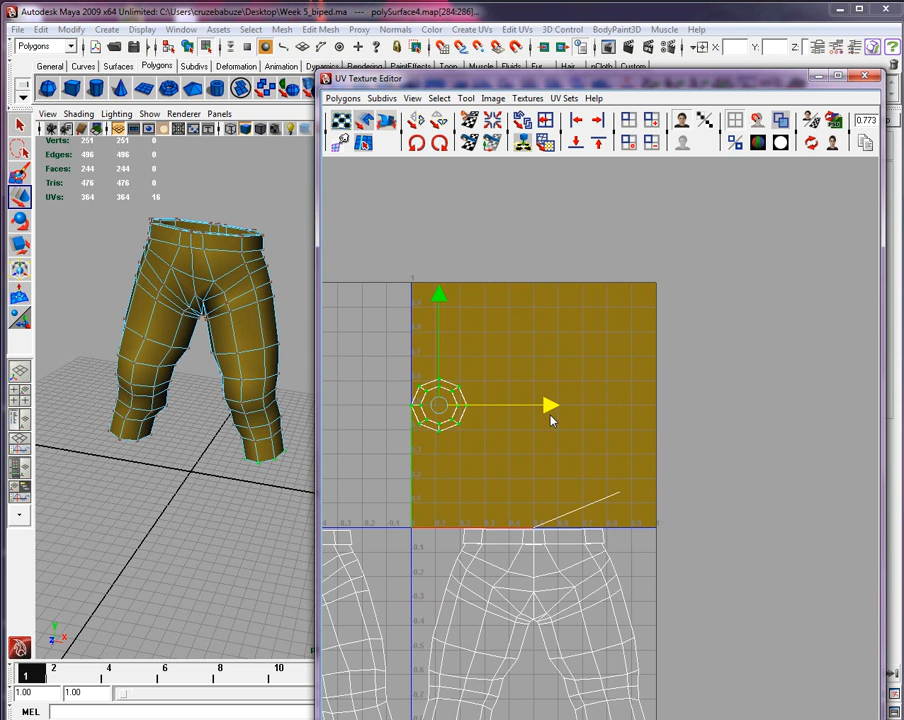 Autodesk Maya 2009 x64 Unlimited: C:\Users\cruzebabuze\Desktop\Week 5_biped.ma --- polySurface4.map[284:286]...
File Edit Modify Create Display Window Assets Select Mesh Edit Mesh Proxy Normals Color Create UVs Edit UVs 3D Control BodyPaint3D Muscle Help
Polygons X: Y: Z:
General Curves Surfaces Polygons Subdivs Deformation Animation Dynamics Rendering PaintEffects Toon Muscle Fluids Fur Hair nCloth Custom
UV Texture Editor
Polygons Subdivs View Select Tool Image Textures UV Sets Help
0.773
View Shading Lighting Show Renderer Panels
Verts: 251 251 0
Edges: 496 496 0
Faces: 244 244 0
Tris: 476 476 0
UVs: 364 364 16
2 4 6 8 10
1
1.00 1.00
MEL